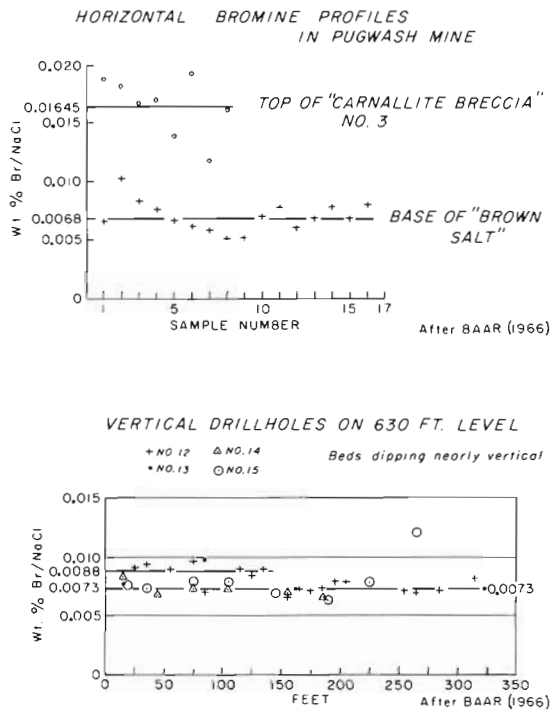 HORIZONTAL BROMINE PROFILES
IN PUGWASH MINE
0.020
0.01645
0.015
0.010
0.0068
0.005
0
Wt % Br/NaCl
TOP OF "CARNALLITE BRECCIA"
NO. 3
BASE OF "BROWN
SALT"
1 5 10 15 17
SAMPLE NUMBER
After BAAR (1966)
VERTICAL DRILLHOLES ON 630 FT. LEVEL
+ NO. 12 △ NO. 14
• NO. 13 ⊙ NO. 15
Beds dipping nearly vertical
0.015
0.010
0.0088
0.0073
0.005
0
Wt. % Br/NaCl
0.0073
0 50 100 150 200 250 300 350
FEET
After BAAR (1966)